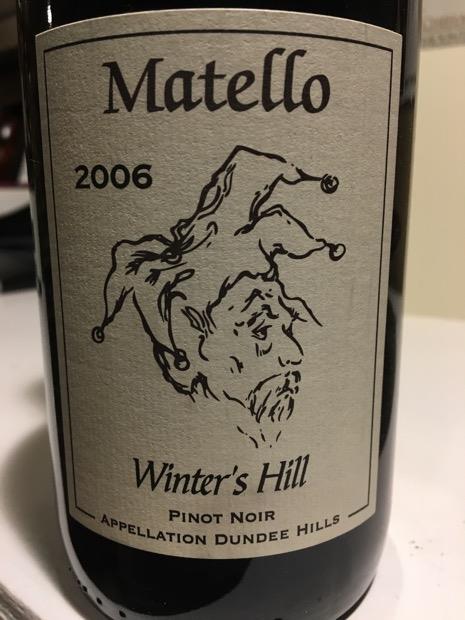 Matello
2006
Winter's Hill
PINOT NOIR
APPELLATION DUNDEE HILLS